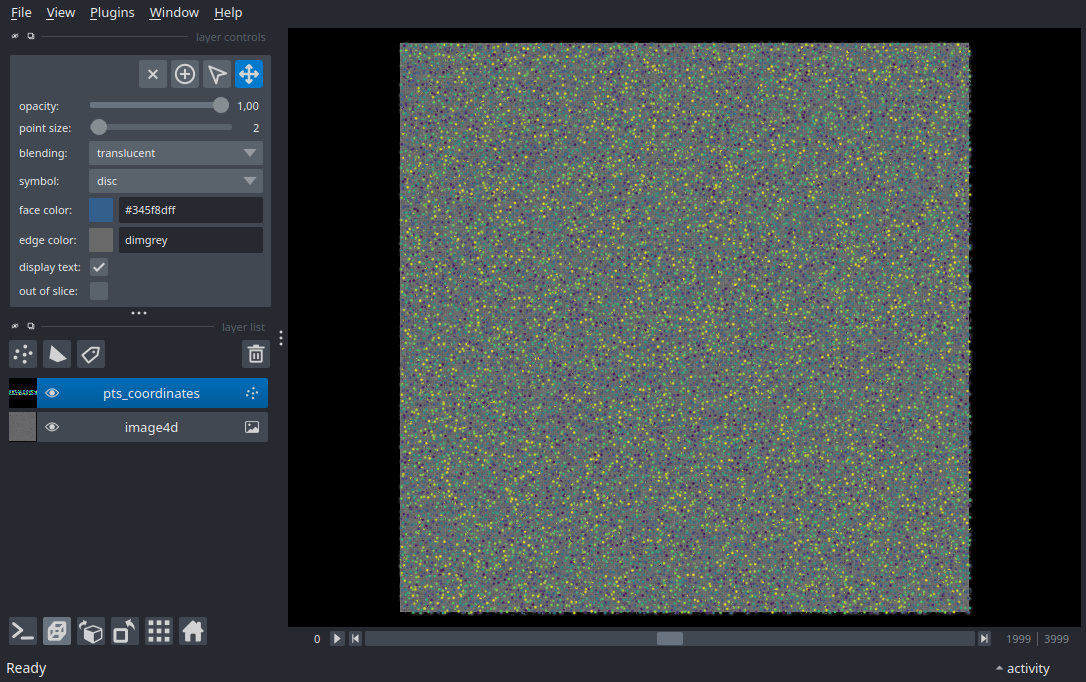 File View Plugins Window Help
layer controls
opacity: 1,00
point size: 2
blending: translucent
symbol: disc
face color: #345f8dff
edge color: dimgrey
display text:
out of slice:
layer list
pts_coordinates
image4d
0 1999 | 3999
Ready activity